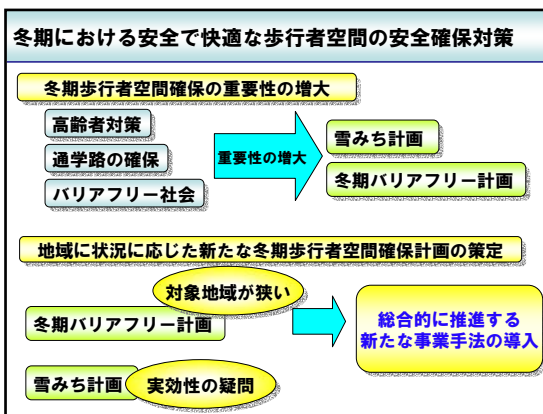 冬期における安全で快適な歩行者空間の安全確保対策
冬期歩行者空間確保の重要性の増大
高齢者対策
通学路の確保
バリアフリー社会
重要性の増大
雪みち計画
冬期バリアフリー計画
地域に状況に応じた新たな冬期歩行者空間確保計画の策定
対象地域が狭い
冬期バリアフリー計画
雪みち計画
実効性の疑問
総合的に推進する
新たな事業手法の導入